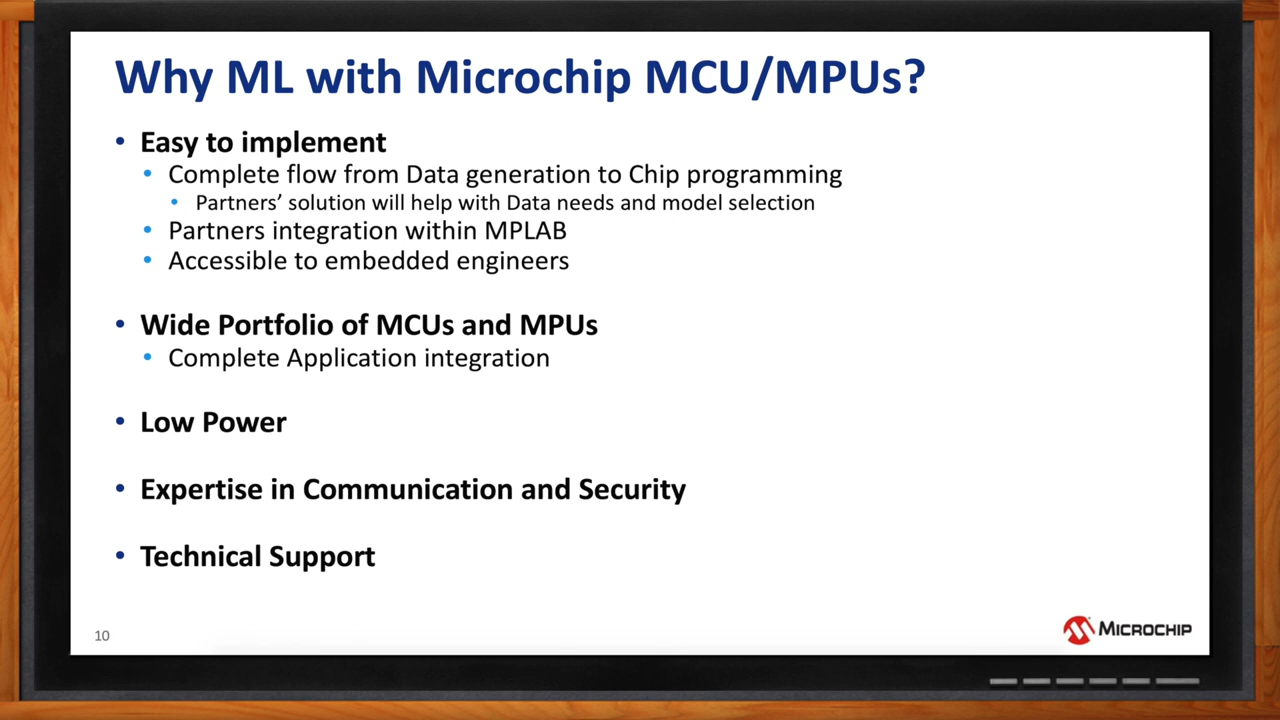 Why ML with Microchip MCU/MPUs?
• Easy to implement
• Complete flow from Data generation to Chip programming
• Partners’ solution will help with Data needs and model selection
• Partners integration within MPLAB
• Accessible to embedded engineers
• Wide Portfolio of MCUs and MPUs
• Complete Application integration
• Low Power
• Expertise in Communication and Security
• Technical Support
10
MICROCHIP